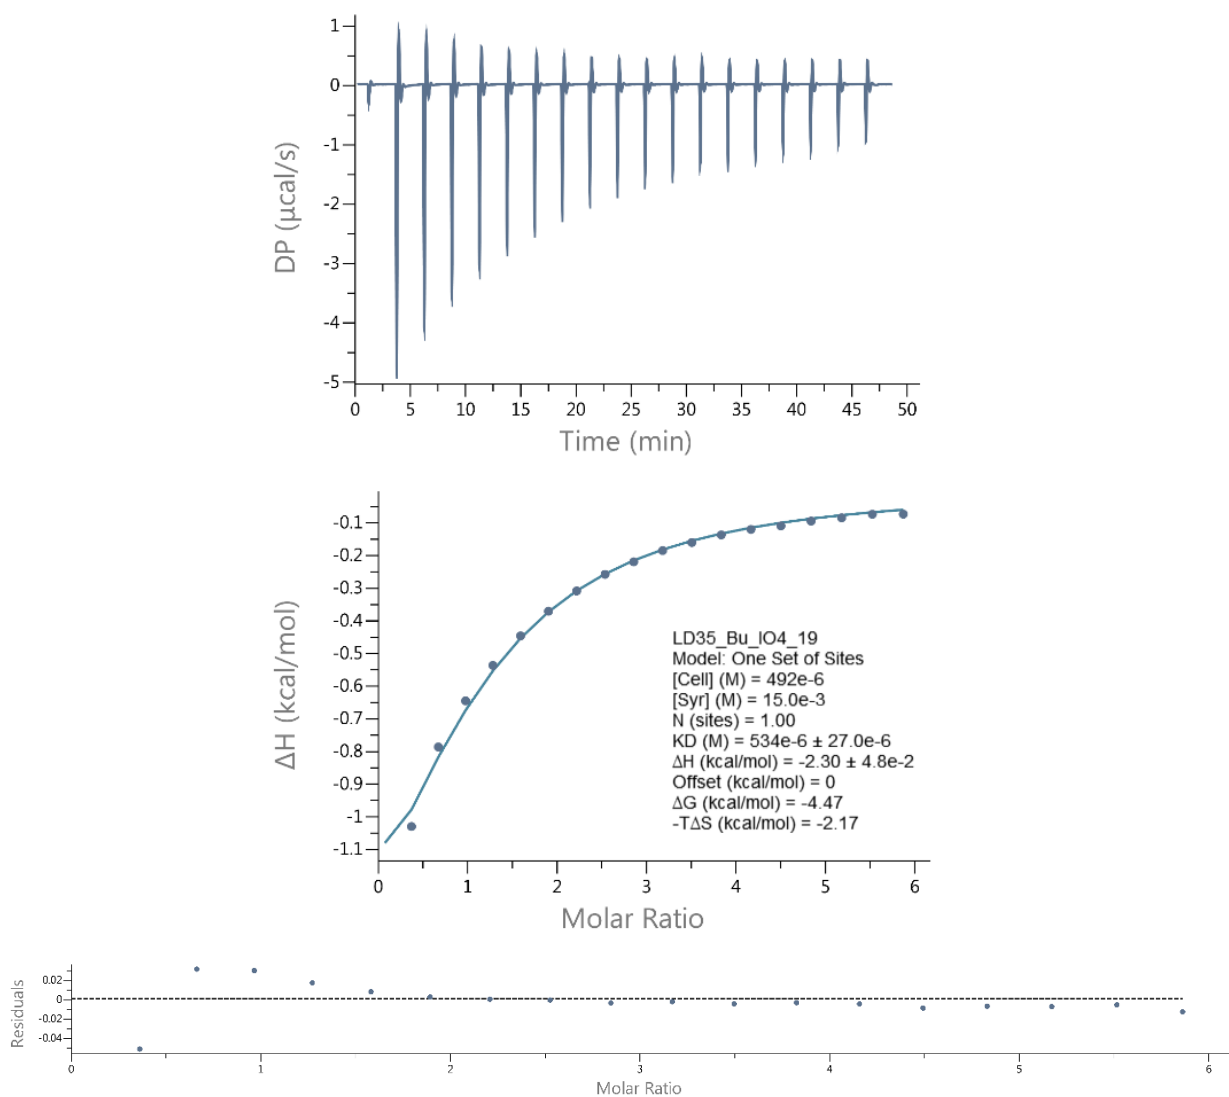 1
0
-1
-2
-3
-4
-5
DP (µcal/s)
0 5 10 15 20 25 30 35 40 45 50
Time (min)
-0.1
-0.2
-0.3
-0.4
-0.5
-0.6
-0.7
-0.8
-0.9
-1
-1.1
ΔH (kcal/mol)
LD35_Bu_IO4_19
Model: One Set of Sites
[Cell] (M) = 492e-6
[Syr] (M) = 15.0e-3
N (sites) = 1.00
KD (M) = 534e-6 ± 27.0e-6
ΔH (kcal/mol) = -2.30 ± 4.8e-2
Offset (kcal/mol) = 0
ΔG (kcal/mol) = -4.47
-TΔS (kcal/mol) = -2.17
0 1 2 3 4 5 6
Molar Ratio
0.02
0
-0.02
-0.04
Residuals
0 1 2 3 4 5 6
Molar Ratio